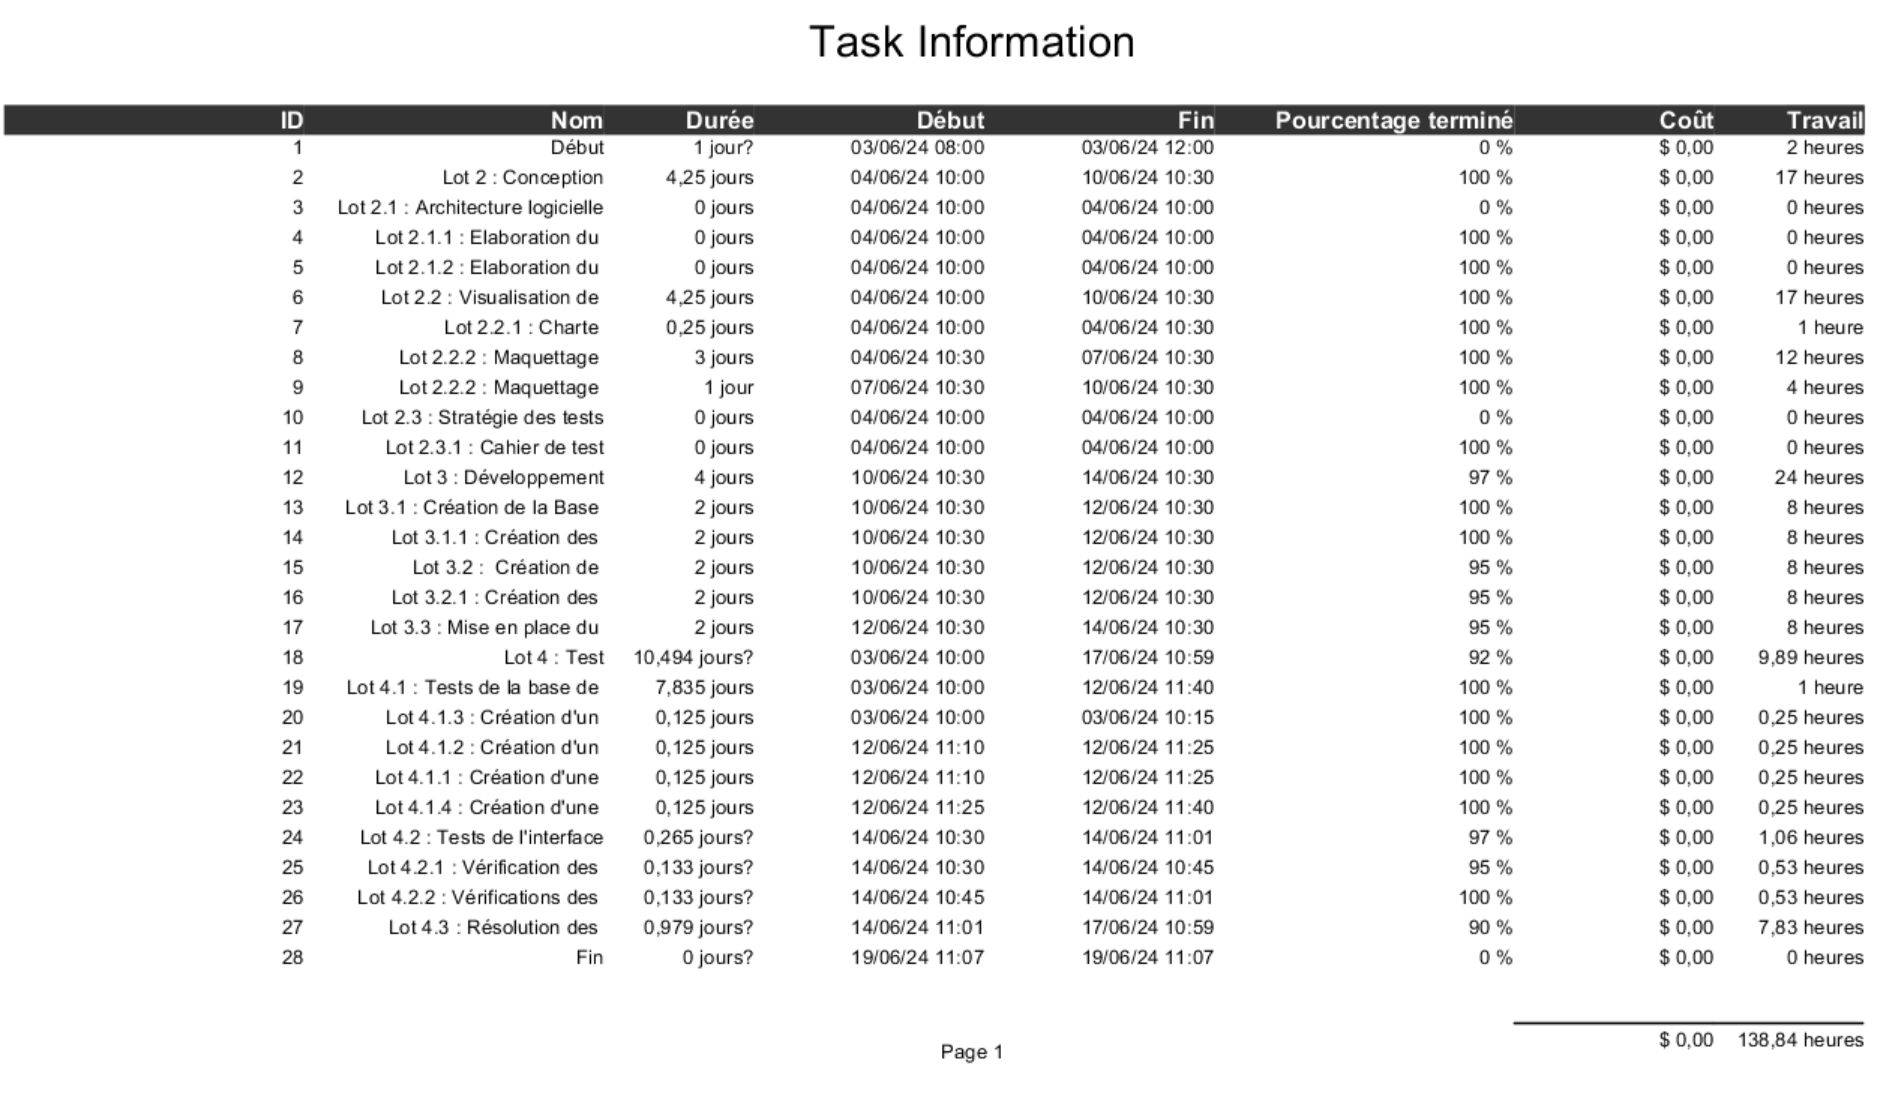 Task Information
ID Nom Durée Début Fin Pourcentage terminé Coût Travail
1 Début 1 jour? 03/06/24 08:00 03/06/24 12:00 0 % $ 0,00 2 heures
2 Lot 2 : Conception 4,25 jours 04/06/24 10:00 10/06/24 10:30 100 % $ 0,00 17 heures
3 Lot 2.1 : Architecture logicielle 0 jours 04/06/24 10:00 04/06/24 10:00 0 % $ 0,00 0 heures
4 Lot 2.1.1 : Elaboration du 0 jours 04/06/24 10:00 04/06/24 10:00 100 % $ 0,00 0 heures
5 Lot 2.1.2 : Elaboration du 0 jours 04/06/24 10:00 04/06/24 10:00 100 % $ 0,00 0 heures
6 Lot 2.2 : Visualisation de 4,25 jours 04/06/24 10:00 10/06/24 10:30 100 % $ 0,00 17 heures
7 Lot 2.2.1 : Charte 0,25 jours 04/06/24 10:00 04/06/24 10:30 100 % $ 0,00 1 heure
8 Lot 2.2.2 : Maquettage 3 jours 04/06/24 10:30 07/06/24 10:30 100 % $ 0,00 12 heures
9 Lot 2.2.2 : Maquettage 1 jour 07/06/24 10:30 10/06/24 10:30 100 % $ 0,00 4 heures
10 Lot 2.3 : Stratégie des tests 0 jours 04/06/24 10:00 04/06/24 10:00 0 % $ 0,00 0 heures
11 Lot 2.3.1 : Cahier de test 0 jours 04/06/24 10:00 04/06/24 10:00 100 % $ 0,00 0 heures
12 Lot 3 : Développement 4 jours 10/06/24 10:30 14/06/24 10:30 97 % $ 0,00 24 heures
13 Lot 3.1 : Création de la Base 2 jours 10/06/24 10:30 12/06/24 10:30 100 % $ 0,00 8 heures
14 Lot 3.1.1 : Création des 2 jours 10/06/24 10:30 12/06/24 10:30 100 % $ 0,00 8 heures
15 Lot 3.2 : Création de 2 jours 10/06/24 10:30 12/06/24 10:30 95 % $ 0,00 8 heures
16 Lot 3.2.1 : Création des 2 jours 10/06/24 10:30 12/06/24 10:30 95 % $ 0,00 8 heures
17 Lot 3.3 : Mise en place du 2 jours 12/06/24 10:30 14/06/24 10:30 95 % $ 0,00 8 heures
18 Lot 4 : Test 10,494 jours? 03/06/24 10:00 17/06/24 10:59 92 % $ 0,00 9,89 heures
19 Lot 4.1 : Tests de la base de 7,835 jours 03/06/24 10:00 12/06/24 11:40 100 % $ 0,00 1 heure
20 Lot 4.1.3 : Création d'un 0,125 jours 03/06/24 10:00 03/06/24 10:15 100 % $ 0,00 0,25 heures
21 Lot 4.1.2 : Création d'un 0,125 jours 12/06/24 11:10 12/06/24 11:25 100 % $ 0,00 0,25 heures
22 Lot 4.1.1 : Création d'une 0,125 jours 12/06/24 11:10 12/06/24 11:25 100 % $ 0,00 0,25 heures
23 Lot 4.1.4 : Création d'une 0,125 jours 12/06/24 11:25 12/06/24 11:40 100 % $ 0,00 0,25 heures
24 Lot 4.2 : Tests de l'interface 0,265 jours? 14/06/24 10:30 14/06/24 11:01 97 % $ 0,00 1,06 heures
25 Lot 4.2.1 : Vérification des 0,133 jours? 14/06/24 10:30 14/06/24 10:45 95 % $ 0,00 0,53 heures
26 Lot 4.2.2 : Vérifications des 0,133 jours? 14/06/24 10:45 14/06/24 11:01 100 % $ 0,00 0,53 heures
27 Lot 4.3 : Résolution des 0,979 jours? 14/06/24 11:01 17/06/24 10:59 90 % $ 0,00 7,83 heures
28 Fin 0 jours? 19/06/24 11:07 19/06/24 11:07 0 % $ 0,00 0 heures
$ 0,00 138,84 heures
Page 1